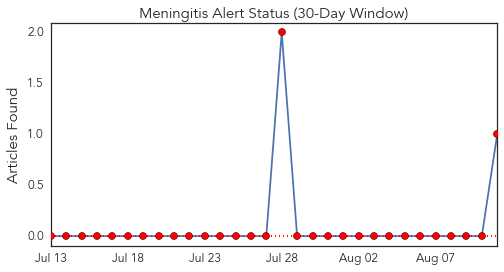 Meningitis Alert Status (30-Day Window)
Articles Found
2.0
1.5
1.0
0.5
0.0
Jul 13 Jul 18 Jul 23 Jul 28 Aug 02 Aug 07